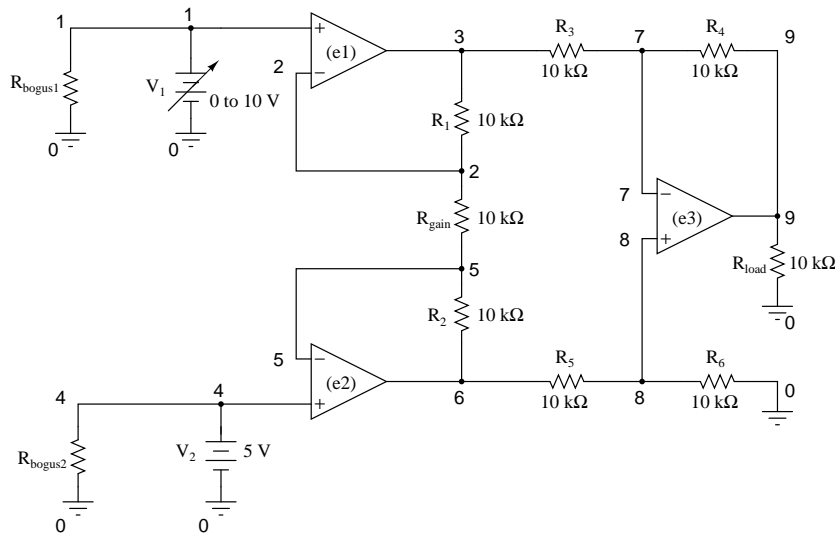 1 1 3 R3 7 R4 9
+ (e1) 10 kΩ 10 kΩ
2 −
Rbogus1 V1 0 to 10 V
R1 10 kΩ
0 0
2
7 − (e3) 9
Rgain 10 kΩ
8 +
Rload 10 kΩ
5
0
R2 10 kΩ
5 − (e2)
R5 R6
4 4 + 6 10 kΩ 8 10 kΩ 0
Rbogus2 V2 5 V
0 0